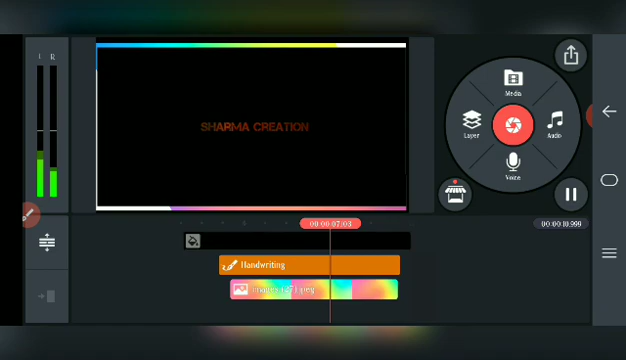 L R
SHARMA CREATION
Media
Layer
Audio
Voice
00:00:07.03
00:00:10.999
Handwriting